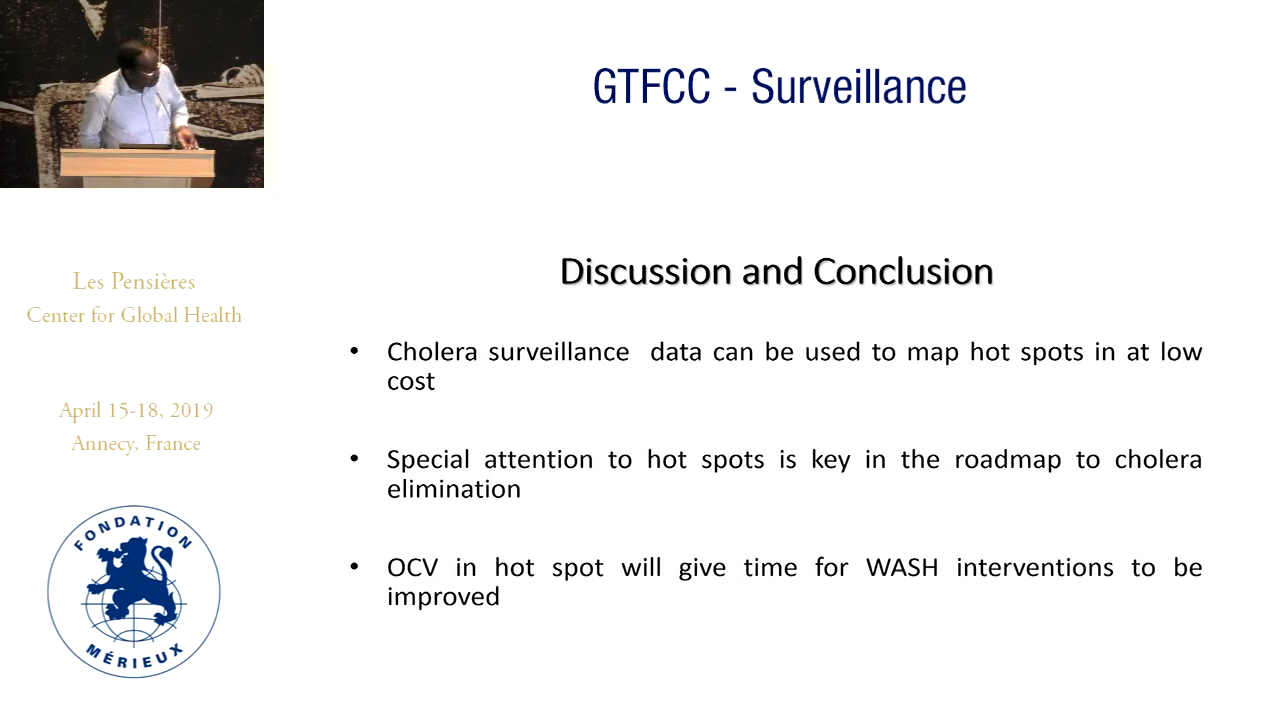 GTFCC - Surveillance
Les Pensières
Center for Global Health
April 15-18, 2019
Annecy, France
FONDATION
MÉRIEUX
Discussion and Conclusion
• Cholera surveillance  data can be used to map hot spots in at low
cost
• Special attention to hot spots is key in the roadmap to cholera
elimination
• OCV in hot spot will give time for WASH interventions to be
improved